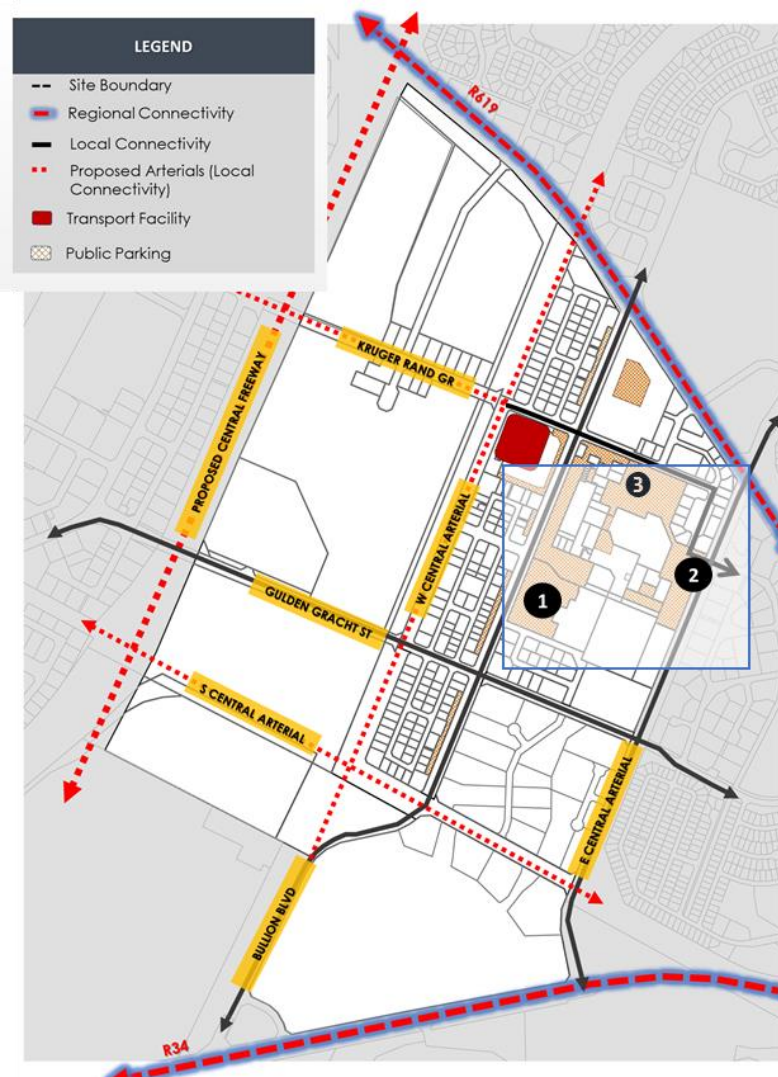 LEGEND
Site Boundary
Regional Connectivity
Local Connectivity
Proposed Arterials (Local
Connectivity)
Transport Facility
Public Parking
R619
KRUGER RAND GR
PROPOSED CENTRAL FREEWAY
W CENTRAL ARTERIAL
3
2
1
GULDEN GRACHT ST
S CENTRAL ARTERIAL
E CENTRAL ARTERIAL
BULLION BLVD
R34